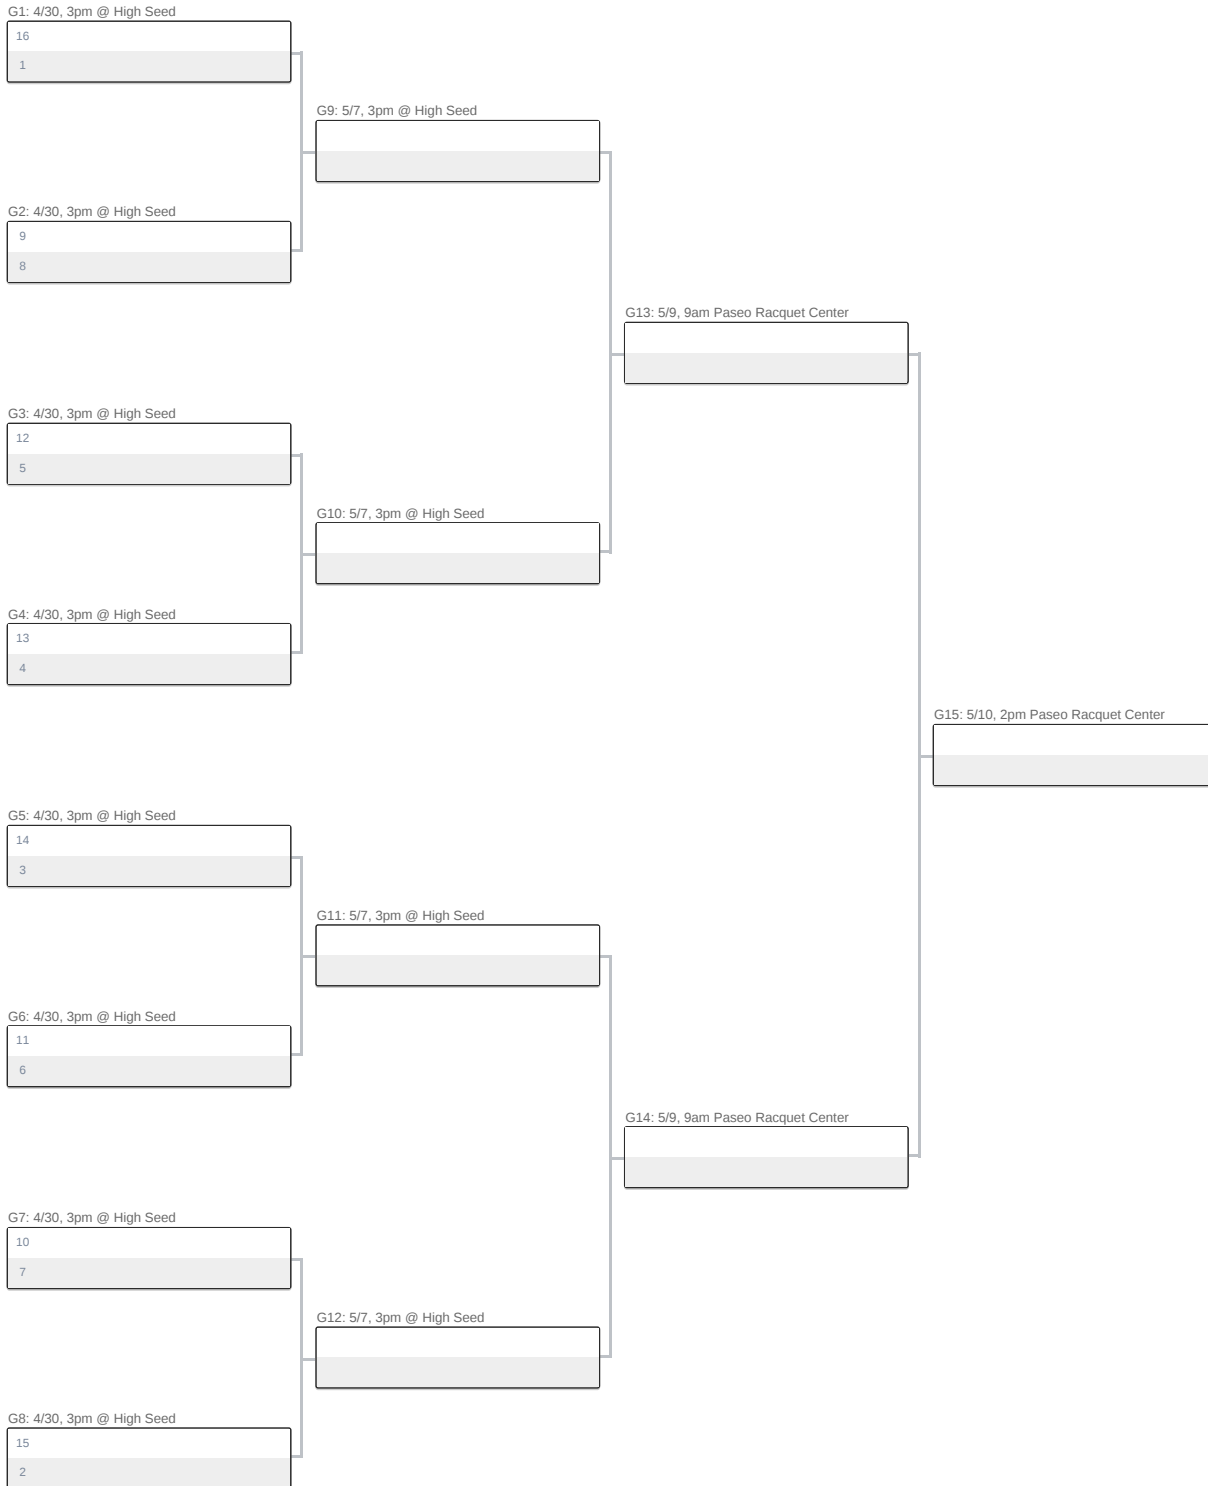 G1: 4/30, 3pm @ High Seed
16
1
G9: 5/7, 3pm @ High Seed
G2: 4/30, 3pm @ High Seed
9
8
G13: 5/9, 9am Paseo Racquet Center
G3: 4/30, 3pm @ High Seed
12
5
G10: 5/7, 3pm @ High Seed
G4: 4/30, 3pm @ High Seed
13
4
G15: 5/10, 2pm Paseo Racquet Center
G5: 4/30, 3pm @ High Seed
14
3
G11: 5/7, 3pm @ High Seed
G6: 4/30, 3pm @ High Seed
11
6
G14: 5/9, 9am Paseo Racquet Center
G7: 4/30, 3pm @ High Seed
10
7
G12: 5/7, 3pm @ High Seed
G8: 4/30, 3pm @ High Seed
15
2